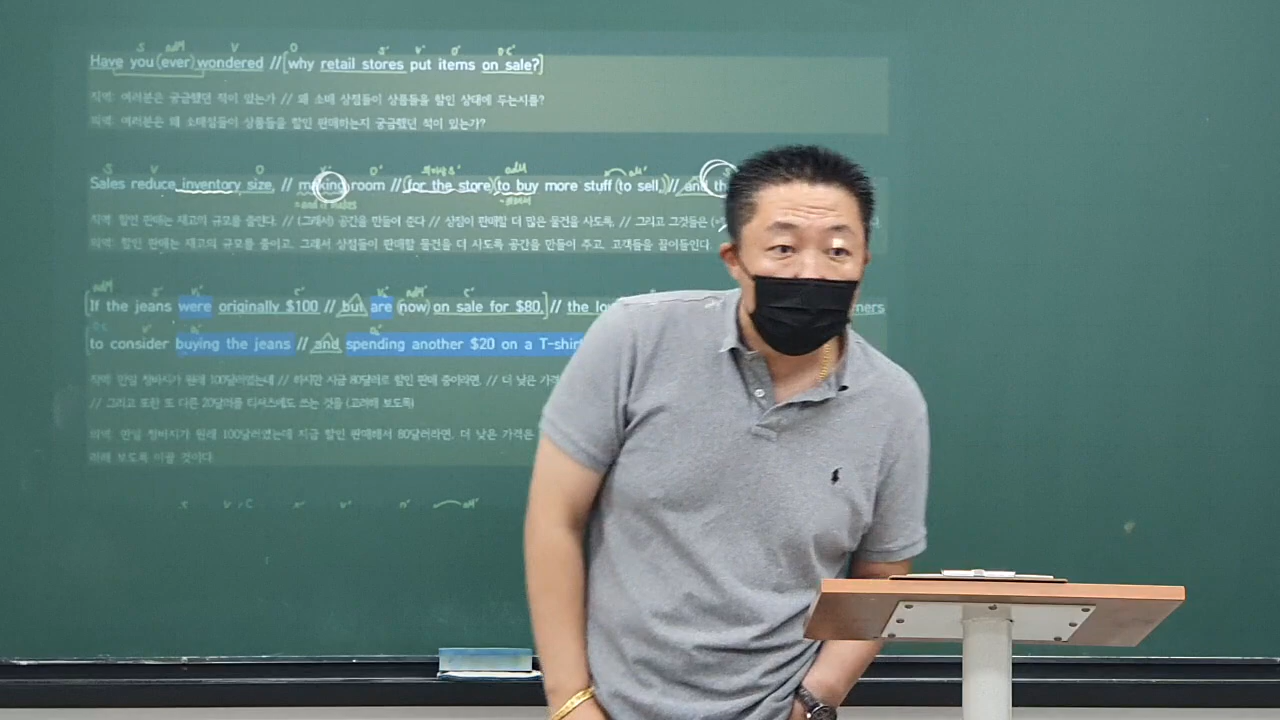 S adM V O S' V' O' OC'
Have you (ever) wondered // [why retail stores put items on sale?]
직역: 여러분은 궁금했던 적이 있는가 // 왜 소매 상점들이 상품들을 할인 상태에 두는지를?
의역: 여러분은 왜 소매점들이 상품들을 할인 판매하는지 궁금했던 적이 있는가?
S V O O' adM
Sales reduce inventory size, // making room // (for the store) to buy more stuff (to sell,) // and th
직역: 할인 판매는 재고의 규모를 줄인다. // (그래서) 공간을 만들어 준다 // 상점이 판매할 더 많은 물건을 사도록, // 그리고 그것들은
의역: 할인 판매는 재고의 규모를 줄이고, 그래서 상점들이 판매할 물건을 더 사도록 공간을 만들어 주고, 고객들을 끌어들인다.
[If the jeans were originally $100 // but are (now) on sale for $80,] // the lo mers
to consider buying the jeans // and spending another $20 on a T-shirt
직역: 만일 청바지가 원래 100달러였는데 // 하지만 지금 80달러로 할인 판매 중이라면, // 더 낮은 가격
// 그리고 또한 또 다른 20달러를 티셔츠에도 쓰는 것을 (고려해 보도록)
의역: 만일 청바지가 원래 100달러였는데 지금 할인 판매해서 80달러라면, 더 낮은 가격은
려해 보도록 이끌 것이다.